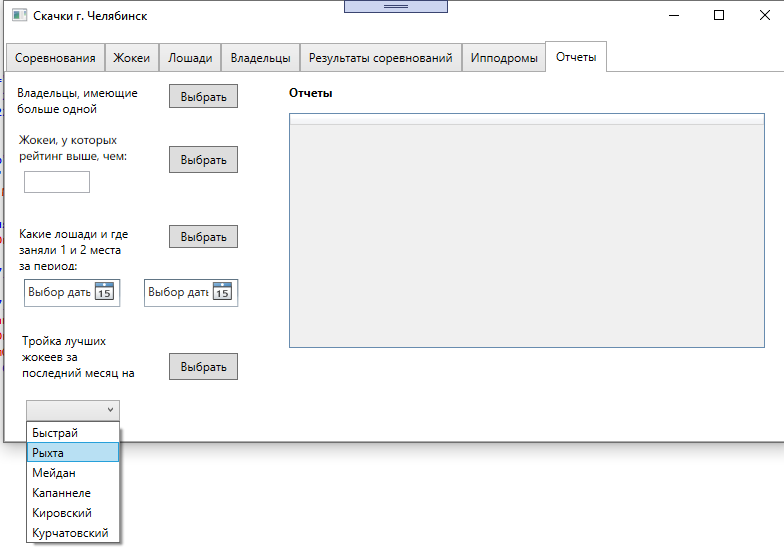 Скачки г. Челябинск
Соревнования Жокеи Лошади Владельцы Результаты соревнований Ипподромы Отчеты
Владельцы, имеющие
больше одной
Выбрать
Отчеты
Жокеи, у которых
рейтинг выше, чем:
Выбрать
Какие лошади и где
заняли 1 и 2 места
за период:
Выбрать
Выбор даты 15 Выбор даты 15
Тройка лучших
жокеев за
последний месяц на
Выбрать
Быстрай
Рыхта
Мейдан
Капаннеле
Кировский
Курчатовский